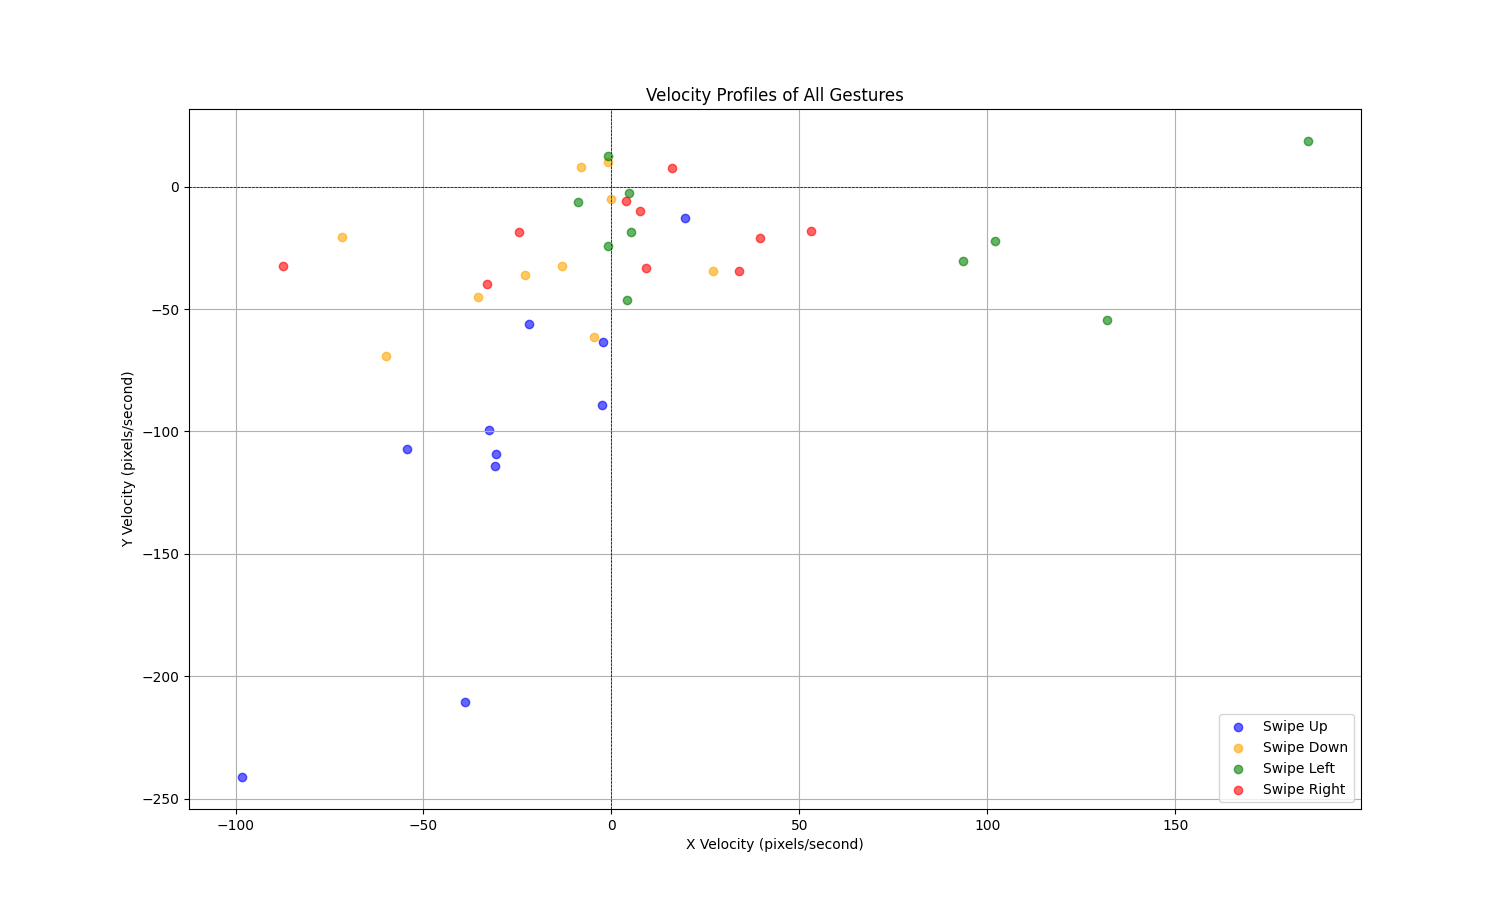 Velocity Profiles of All Gestures
Y Velocity (pixels/second)
0
−50
−100
−150
−200
−250
−100
−50
0
50
100
150
X Velocity (pixels/second)
Swipe Up
Swipe Down
Swipe Left
Swipe Right